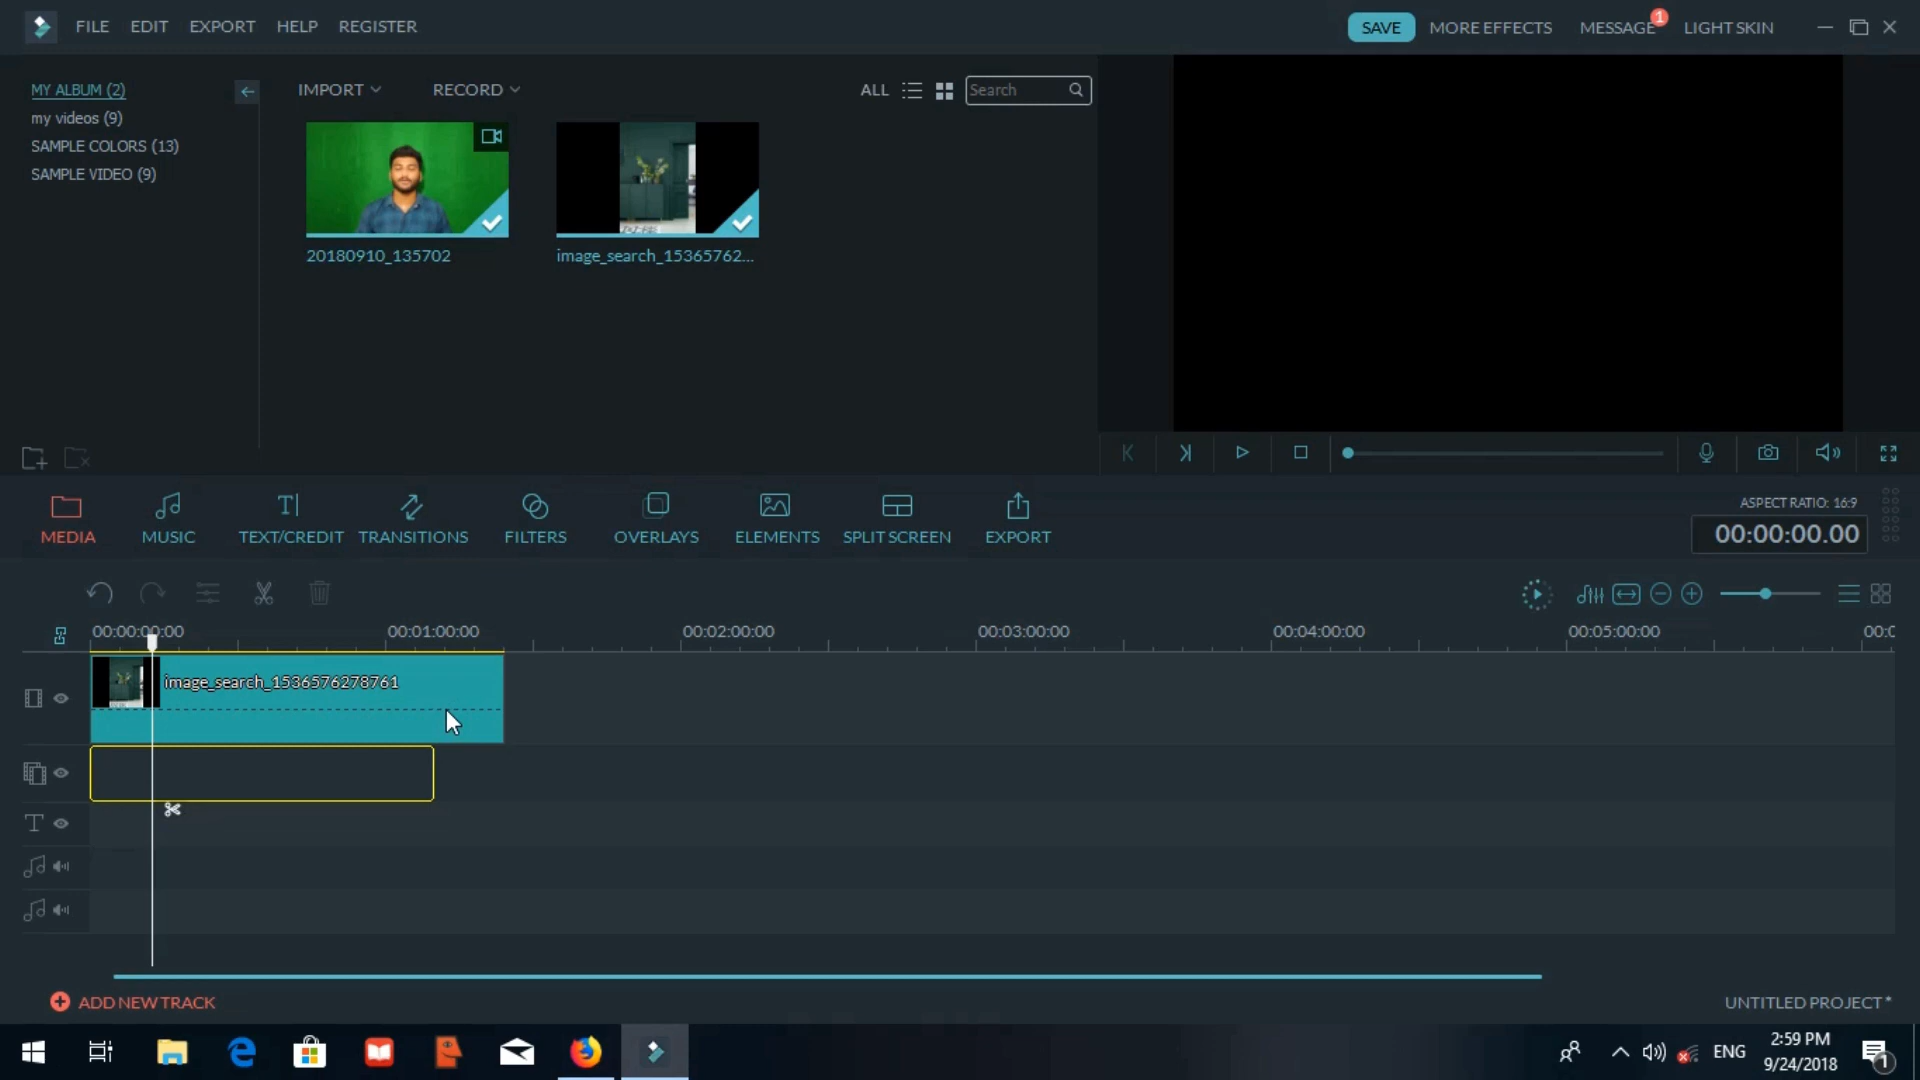 FILE EDIT EXPORT HELP REGISTER
SAVE MORE EFFECTS MESSAGE 1 LIGHT SKIN
MY ALBUM (2)
my videos (9)
SAMPLE COLORS (13)
SAMPLE VIDEO (9)
IMPORT RECORD ALL Search
20180910_135702 image_search_15365762...
MEDIA MUSIC TEXT/CREDIT TRANSITIONS FILTERS OVERLAYS ELEMENTS SPLIT SCREEN EXPORT
ASPECT RATIO: 16:9
00:00:00.00
00:00:00:00 00:01:00:00 00:02:00:00 00:03:00:00 00:04:00:00 00:05:00:00
image_search_1536576278761
ADD NEW TRACK
UNTITLED PROJECT*
ENG
2:59 PM
9/24/2018
1